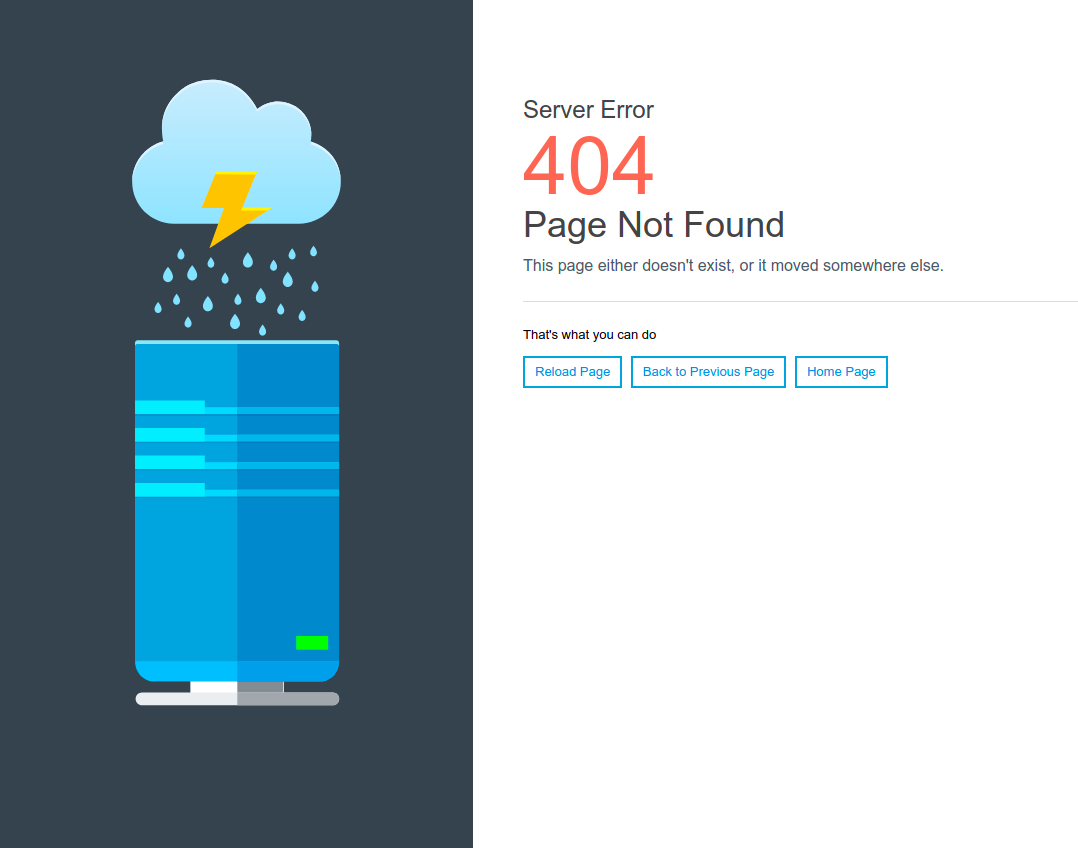 Server Error
404
Page Not Found
This page either doesn't exist, or it moved somewhere else.
That's what you can do
Reload Page Back to Previous Page Home Page